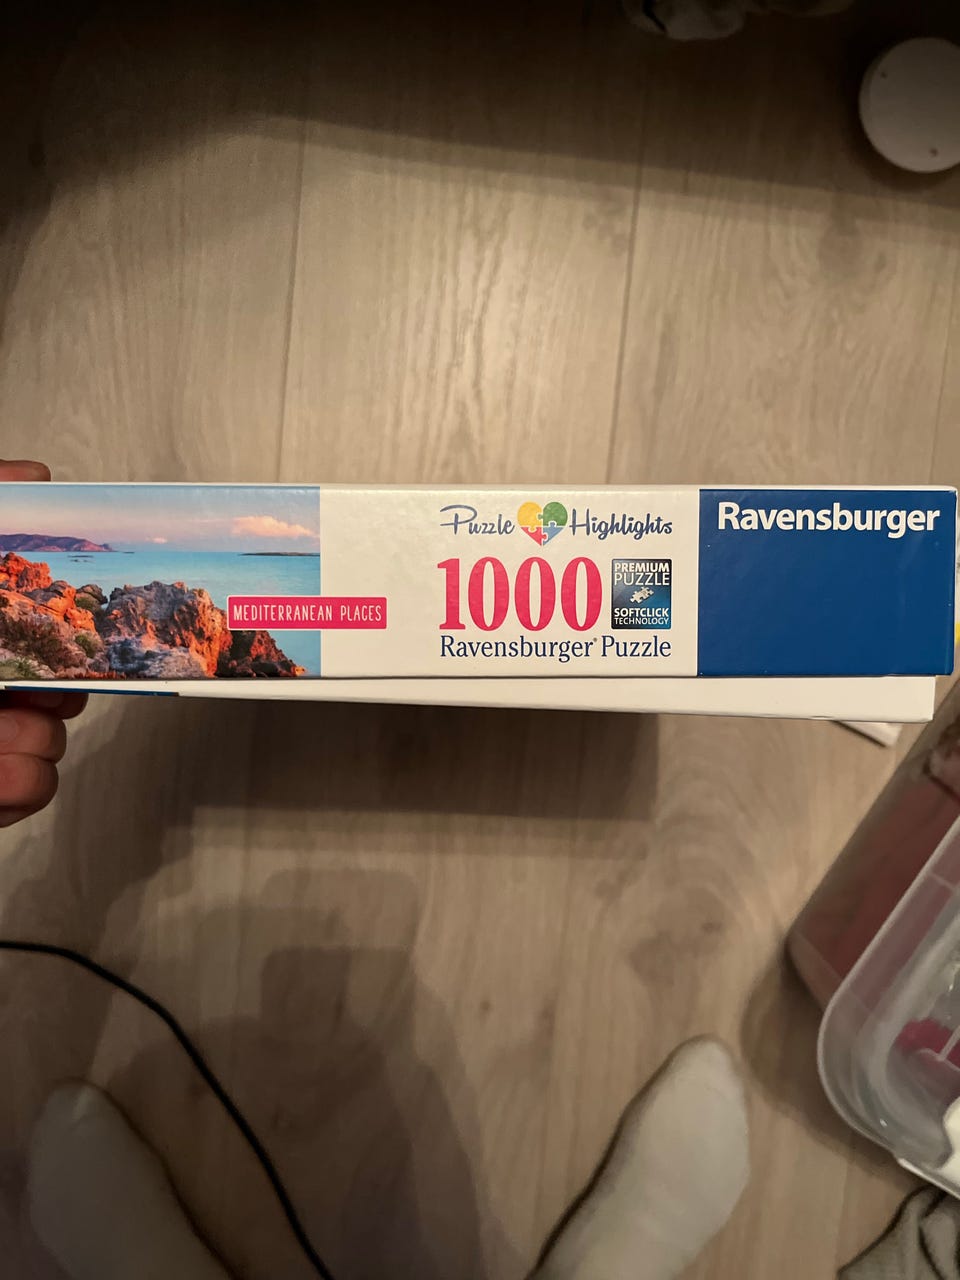 MEDITERRANEAN PLACES
Puzzle Highlights
1000
Ravensburger® Puzzle
PREMIUM
PUZZLE
SOFTCLICK
TECHNOLOGY
Ravensburger